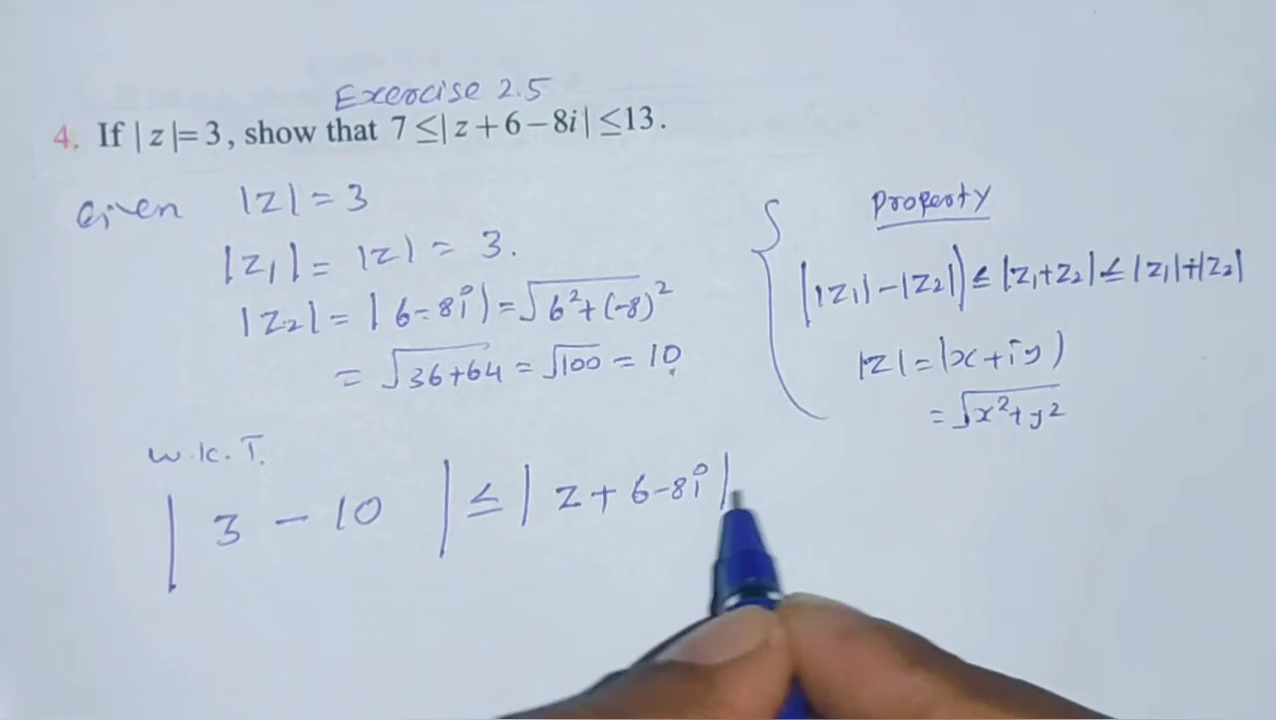 Exercise 2.5
4. If |z|=3, show that 7≤|z+6−8i|≤13.
Given |z| = 3
|z₁| = |z| = 3.
|z₂| = |6-8i| = √6²+(-8)²
= √36+64 = √100 = 10
Property
||z₁|-|z₂|| ≤ |z₁+z₂| ≤ |z₁|+|z₂|
|z| = |x+iy)
= √x²+y²
W.K.T.
| 3 - 10 | ≤ | z + 6-8i |